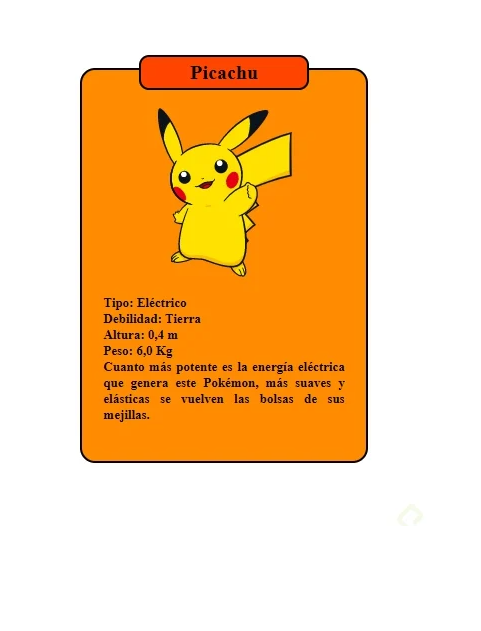 Picachu
Tipo: Eléctrico
Debilidad: Tierra
Altura: 0,4 m
Peso: 6,0 Kg
Cuanto más potente es la energía eléctrica
que genera este Pokémon, más suaves y
elásticas se vuelven las bolsas de sus
mejillas.